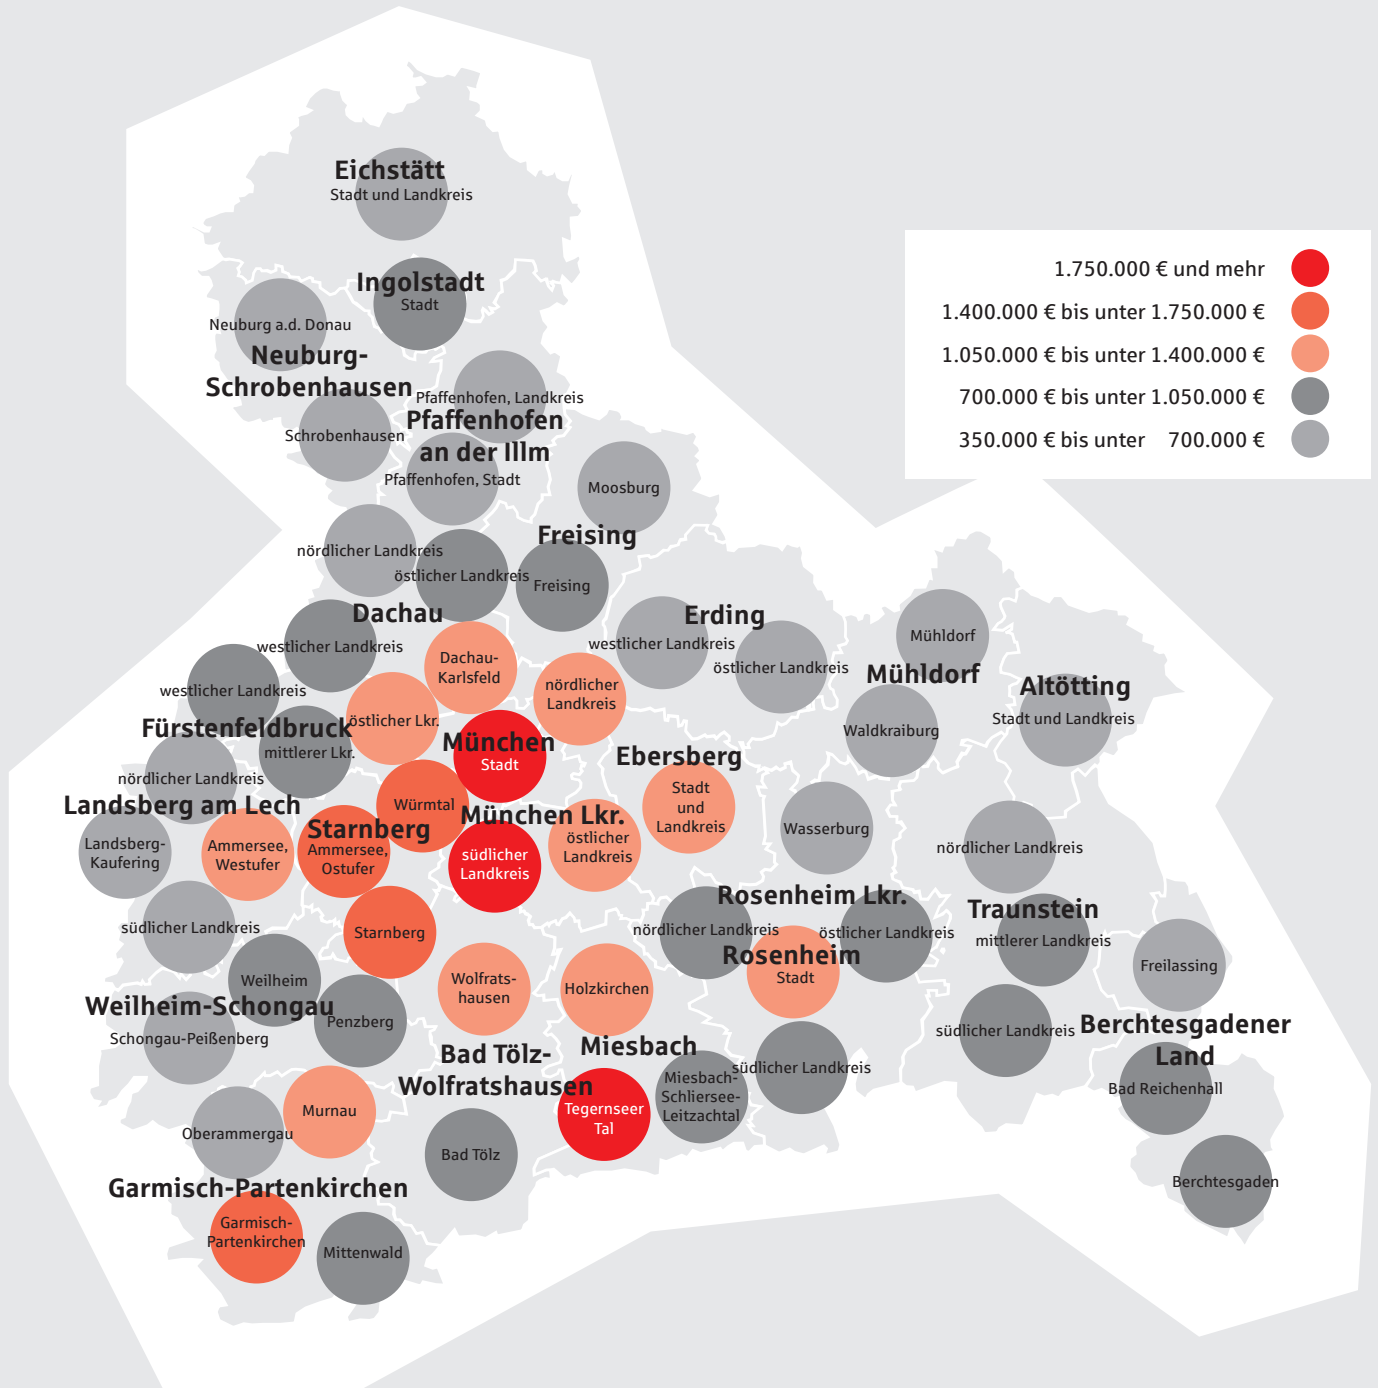 Eichstätt
Stadt und Landkreis
Ingolstadt
Stadt
Neuburg a.d. Donau
Neuburg-
Schrobenhausen
Schrobenhausen
Pfaffenhofen, Landkreis
Pfaffenhofen
an der Illm
Pfaffenhofen, Stadt
1.750.000 € und mehr
1.400.000 € bis unter 1.750.000 €
1.050.000 € bis unter 1.400.000 €
700.000 € bis unter 1.050.000 €
350.000 € bis unter 700.000 €
Moosburg
Freising
Freising
nördlicher Landkreis
östlicher Landkreis
Dachau
westlicher Landkreis
Dachau-
Karlsfeld
Erding
westlicher Landkreis
östlicher Landkreis
Mühldorf
Mühldorf
Waldkraiburg
Altötting
Stadt und Landkreis
westlicher Landkreis
Fürstenfeldbruck
östlicher Lkr.
mittlerer Lkr.
nördlicher
Landkreis
München
Stadt
Ebersberg
Stadt
und
Landkreis
nördlicher Landkreis
Landsberg am Lech
Landsberg-
Kaufering
Ammersee,
Westufer
südlicher Landkreis
Würmtal
Starnberg
Ammersee,
Ostufer
Starnberg
München Lkr.
südlicher
Landkreis
östlicher
Landkreis
Wasserburg
Rosenheim Lkr.
nördlicher Landkreis
östlicher Landkreis
Rosenheim
Stadt
südlicher Landkreis
nördlicher Landkreis
Traunstein
mittlerer Landkreis
südlicher Landkreis
Freilassing
Berchtesgadener
Land
Bad Reichenhall
Berchtesgaden
Weilheim
Weilheim-Schongau
Penzberg
Schongau-Peißenberg
Wolfrats-
hausen
Bad Tölz-
Wolfratshausen
Bad Tölz
Holzkirchen
Miesbach
Miesbach-
Schliersee-
Leitzachtal
Tegernseer
Tal
Murnau
Oberammergau
Garmisch-Partenkirchen
Garmisch-
Partenkirchen
Mittenwald